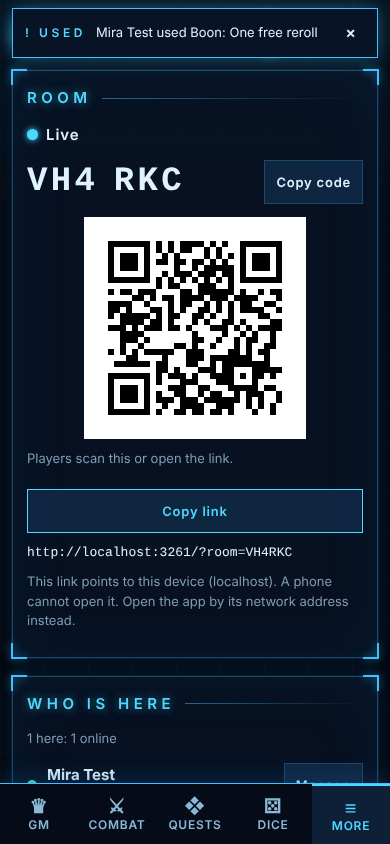 ! USED Mira Test used Boon: One free reroll ×
ROOM
Live
VH4 RKC
Copy code
Players scan this or open the link.
Copy link
http://localhost:3261/?room=VH4RKC
This link points to this device (localhost). A phone
cannot open it. Open the app by its network address
instead.
WHO IS HERE
1 here: 1 online
Mira Test
GM COMBAT QUESTS DICE MORE